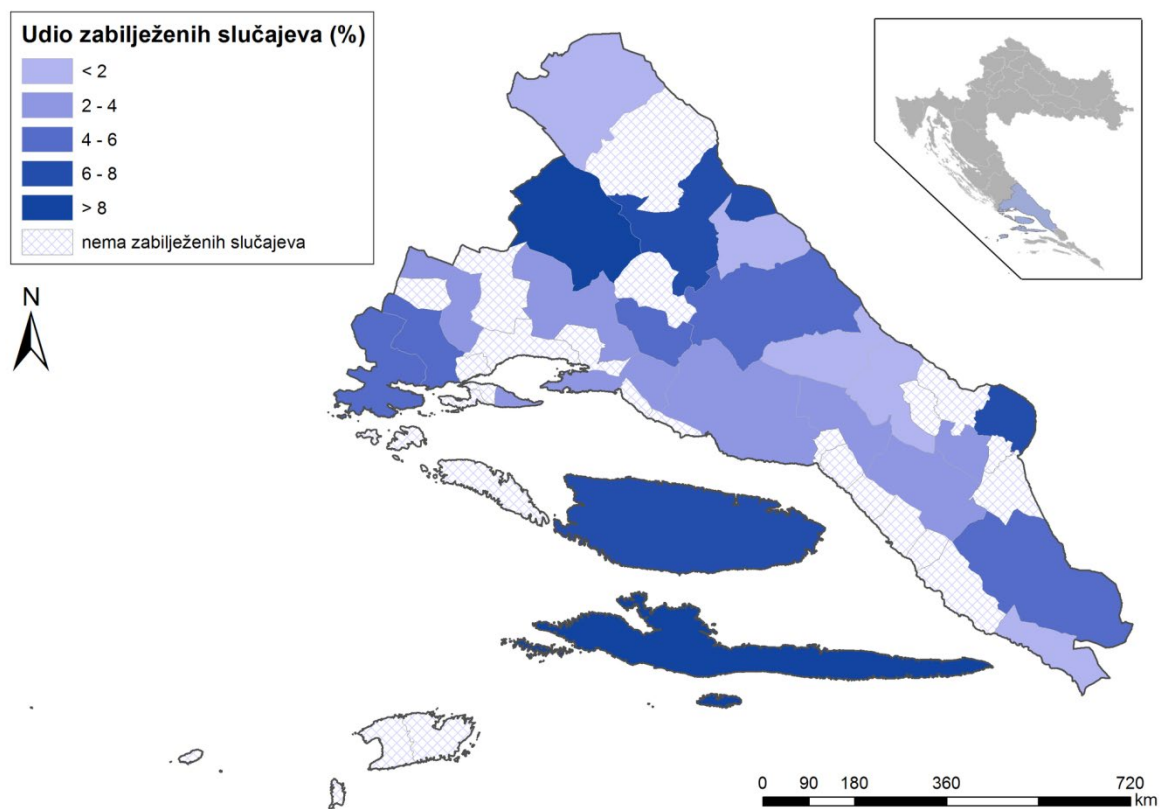 Udio zabilježenih slučajeva (%)
< 2
2 - 4
4 - 6
6 - 8
> 8
nema zabilježenih slučajeva
N
0 90 180 360 720
km